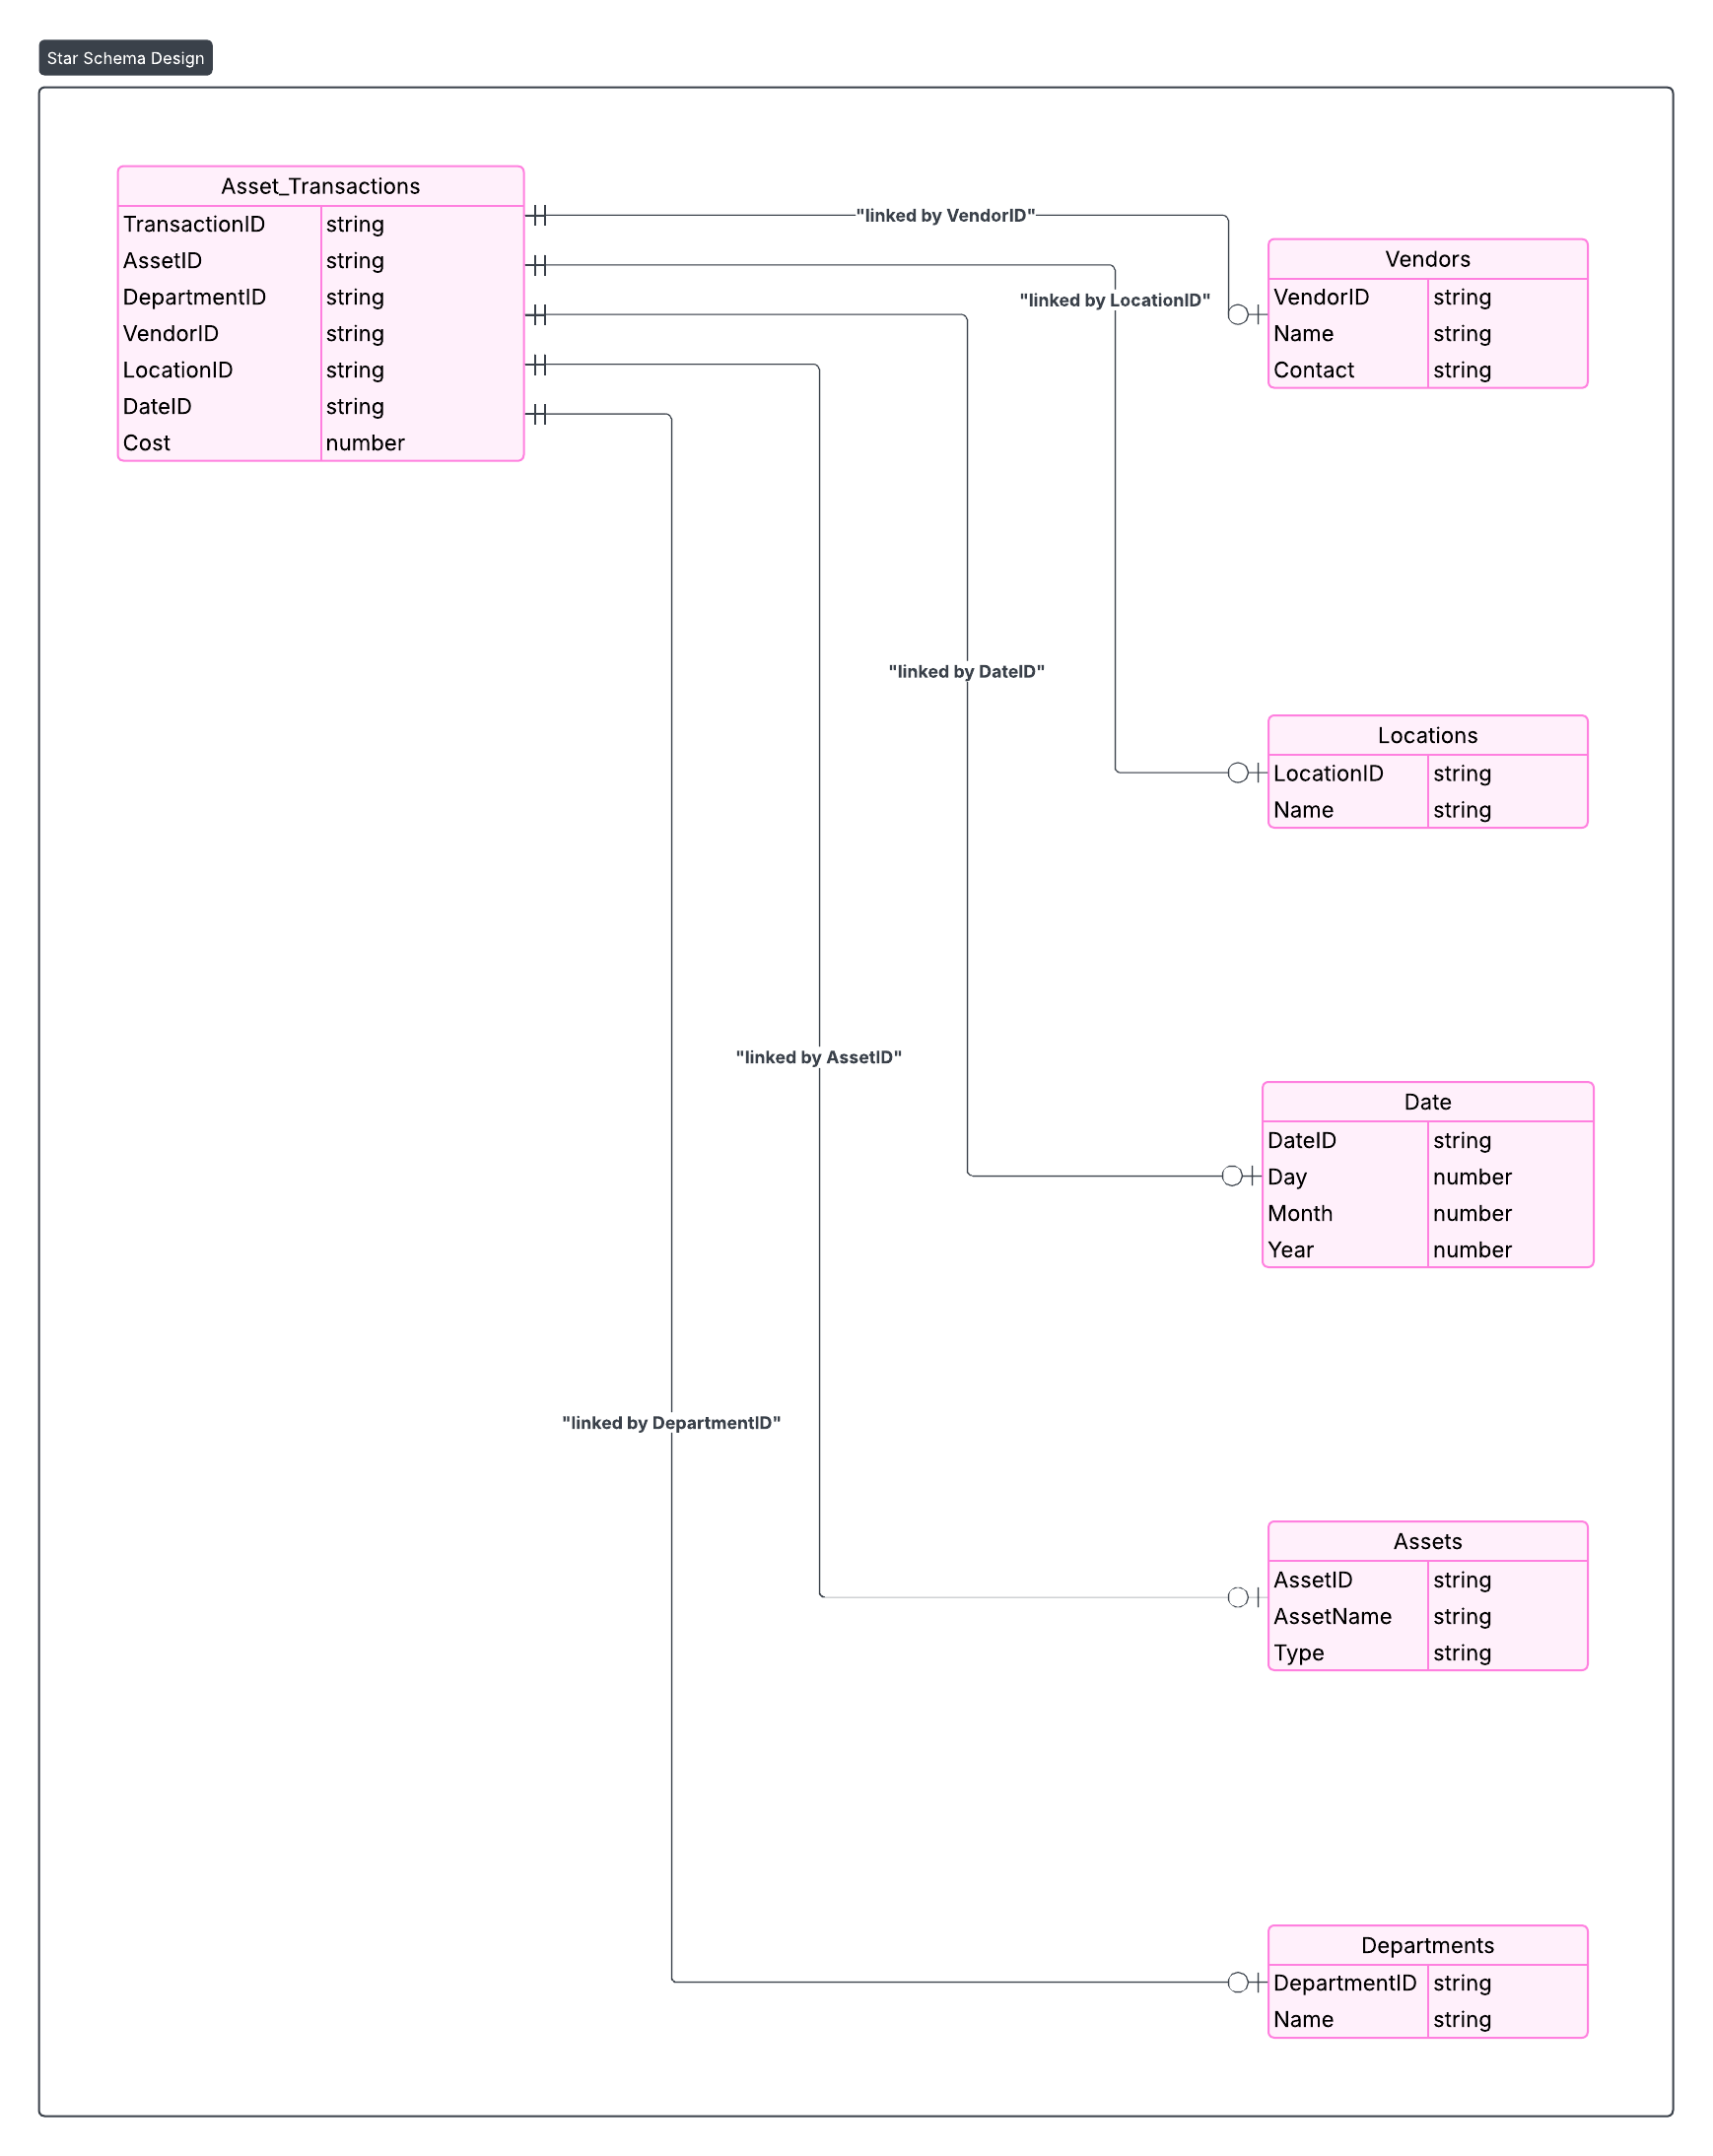 Star Schema Design
Asset_Transactions
TransactionID string
AssetID string
DepartmentID string
VendorID string
LocationID string
DateID string
Cost number
"linked by VendorID"
"linked by LocationID"
"linked by DateID"
"linked by AssetID"
"linked by DepartmentID"
Vendors
VendorID string
Name string
Contact string
Locations
LocationID string
Name string
Date
DateID string
Day number
Month number
Year number
Assets
AssetID string
AssetName string
Type string
Departments
DepartmentID string
Name string